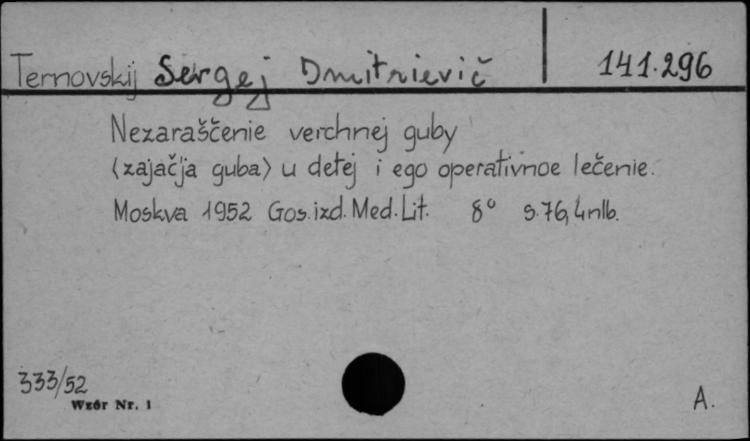 Ternovskij Sergej Dmitrievič 141.296
Nezaraščenie verchnej guby
(zajačja guba) u detej i ego operativnoe lečenie.
Moskva 1952 Gos.izd.Med.Lit. 8° s.76,4nlb.
333/52
Wzór Nr. 1
A.